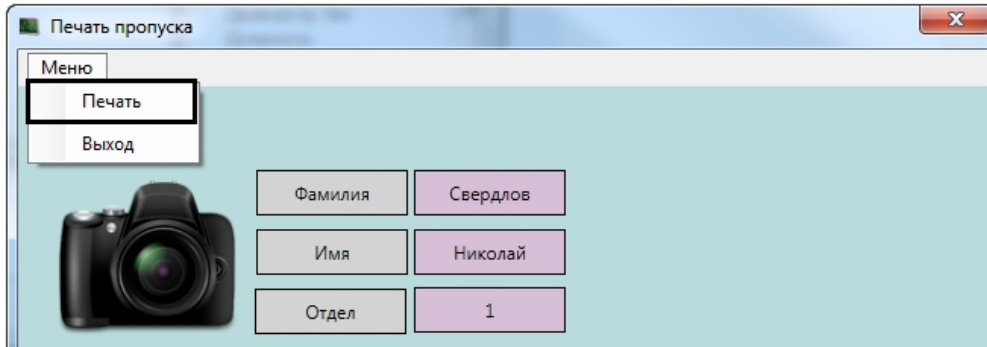 Печать пропуска
Меню
Печать
Выход
Фамилия Свердлов
Имя Николай
Отдел 1